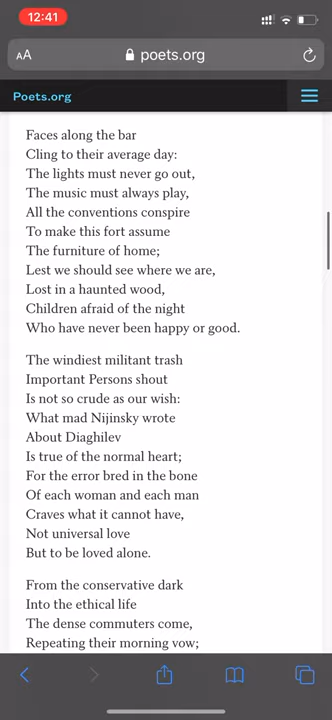 12:41
AA
poets.org
Poets.org
Faces along the bar
Cling to their average day:
The lights must never go out,
The music must always play,
All the conventions conspire
To make this fort assume
The furniture of home;
Lest we should see where we are,
Lost in a haunted wood,
Children afraid of the night
Who have never been happy or good.
The windiest militant trash
Important Persons shout
Is not so crude as our wish:
What mad Nijinsky wrote
About Diaghilev
Is true of the normal heart;
For the error bred in the bone
Of each woman and each man
Craves what it cannot have,
Not universal love
But to be loved alone.
From the conservative dark
Into the ethical life
The dense commuters come,
Repeating their morning vow;